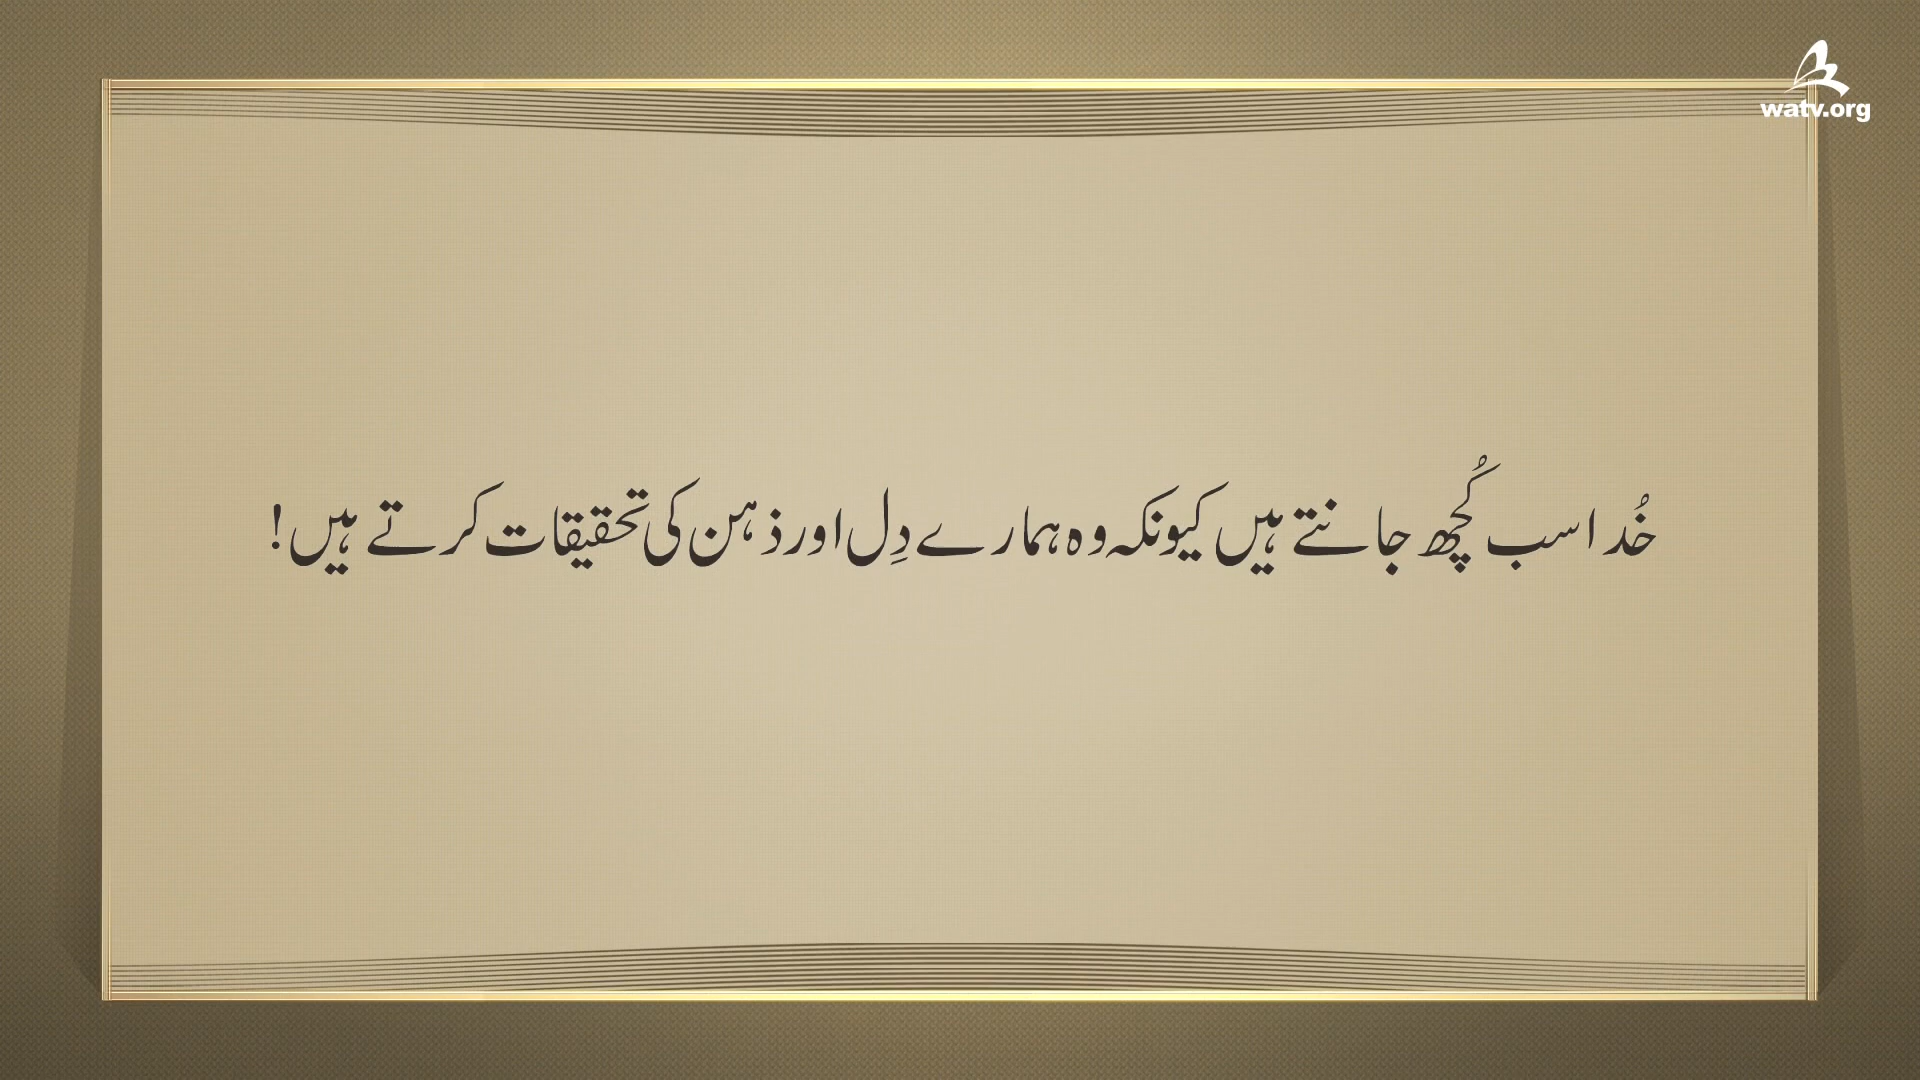 watv.org
خُدا سب کُچھ جانتے ہیں کیونکہ وہ ہمارے دِل اور ذہن کی تحقیقات کرتے ہیں!